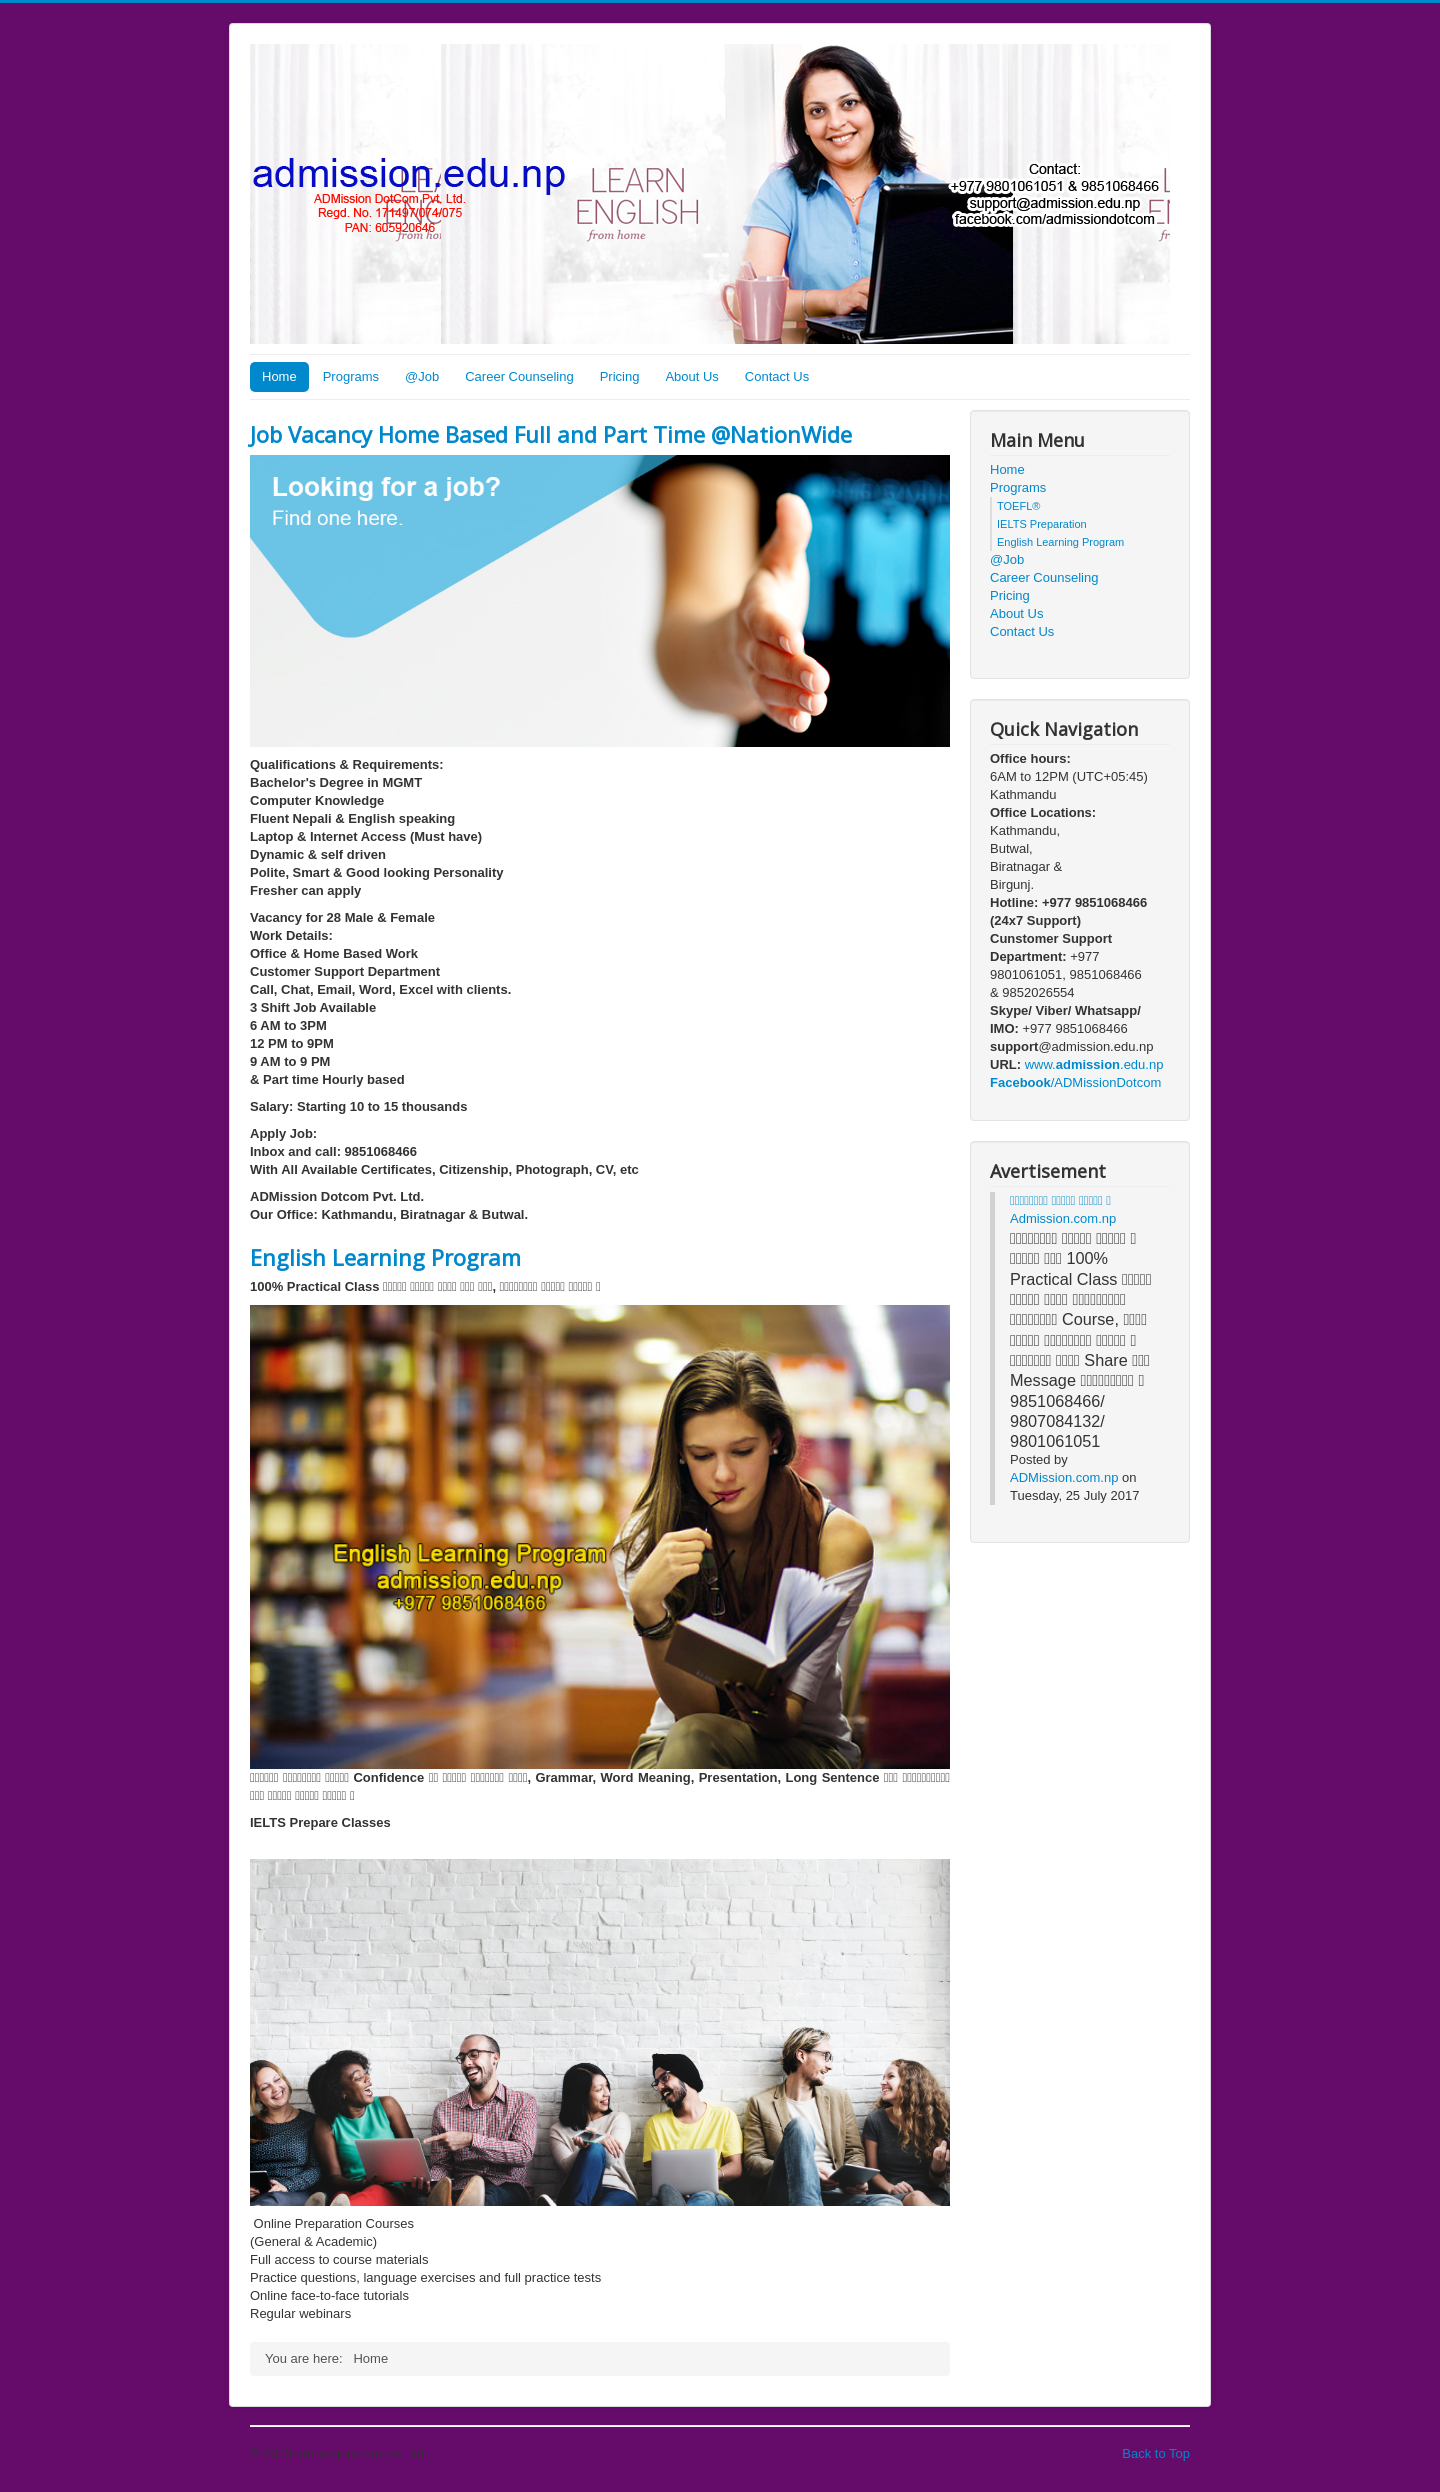 admission.edu.np
ADMission DotCom Pvt. Ltd.
Regd. No. 171497/074/075
PAN: 605920646
LEARN
ENGLISH
from home
Contact:
+977 9801061051 & 9851068466
support@admission.edu.np
facebook.com/admissiondotcom
Home
Programs
@Job
Career Counseling
Pricing
About Us
Contact Us
Job Vacancy Home Based Full and Part Time @NationWide
Looking for a job?
Find one here.
Qualifications & Requirements:
Bachelor's Degree in MGMT
Computer Knowledge
Fluent Nepali & English speaking
Laptop & Internet Access (Must have)
Dynamic & self driven
Polite, Smart & Good looking Personality
Fresher can apply
Vacancy for 28 Male & Female
Work Details:
Office & Home Based Work
Customer Support Department
Call, Chat, Email, Word, Excel with clients.
3 Shift Job Available
6 AM to 3PM
12 PM to 9PM
9 AM to 9 PM
& Part time Hourly based
Salary: Starting 10 to 15 thousands
Apply Job:
Inbox and call: 9851068466
With All Available Certificates, Citizenship, Photograph, CV, etc
ADMission Dotcom Pvt. Ltd.
Our Office: Kathmandu, Biratnagar & Butwal.
English Learning Program
100% Practical Class
English Learning Program
admission.edu.np
+977 9851068466
Confidence , Grammar, Word Meaning, Presentation, Long Sentence
IELTS Prepare Classes
Online Preparation Courses
(General & Academic)
Full access to course materials
Practice questions, language exercises and full practice tests
Online face-to-face tutorials
Regular webinars
You are here: Home
Main Menu
Home
Programs
TOEFL®
IELTS Preparation
English Learning Program
@Job
Career Counseling
Pricing
About Us
Contact Us
Quick Navigation
Office hours:
6AM to 12PM (UTC+05:45)
Kathmandu
Office Locations:
Kathmandu,
Butwal,
Biratnagar &
Birgunj.
Hotline: +977 9851068466
(24x7 Support)
Cunstomer Support
Department: +977
9801061051, 9851068466
& 9852026554
Skype/ Viber/ Whatsapp/
IMO: +977 9851068466
support@admission.edu.np
URL: www.admission.edu.np
Facebook/ADMissionDotcom
Avertisement
Admission.com.np
100%
Practical Class
Course,
Share
Message
9851068466/
9807084132/
9801061051
Posted by
ADMission.com.np on
Tuesday, 25 July 2017
Back to Top